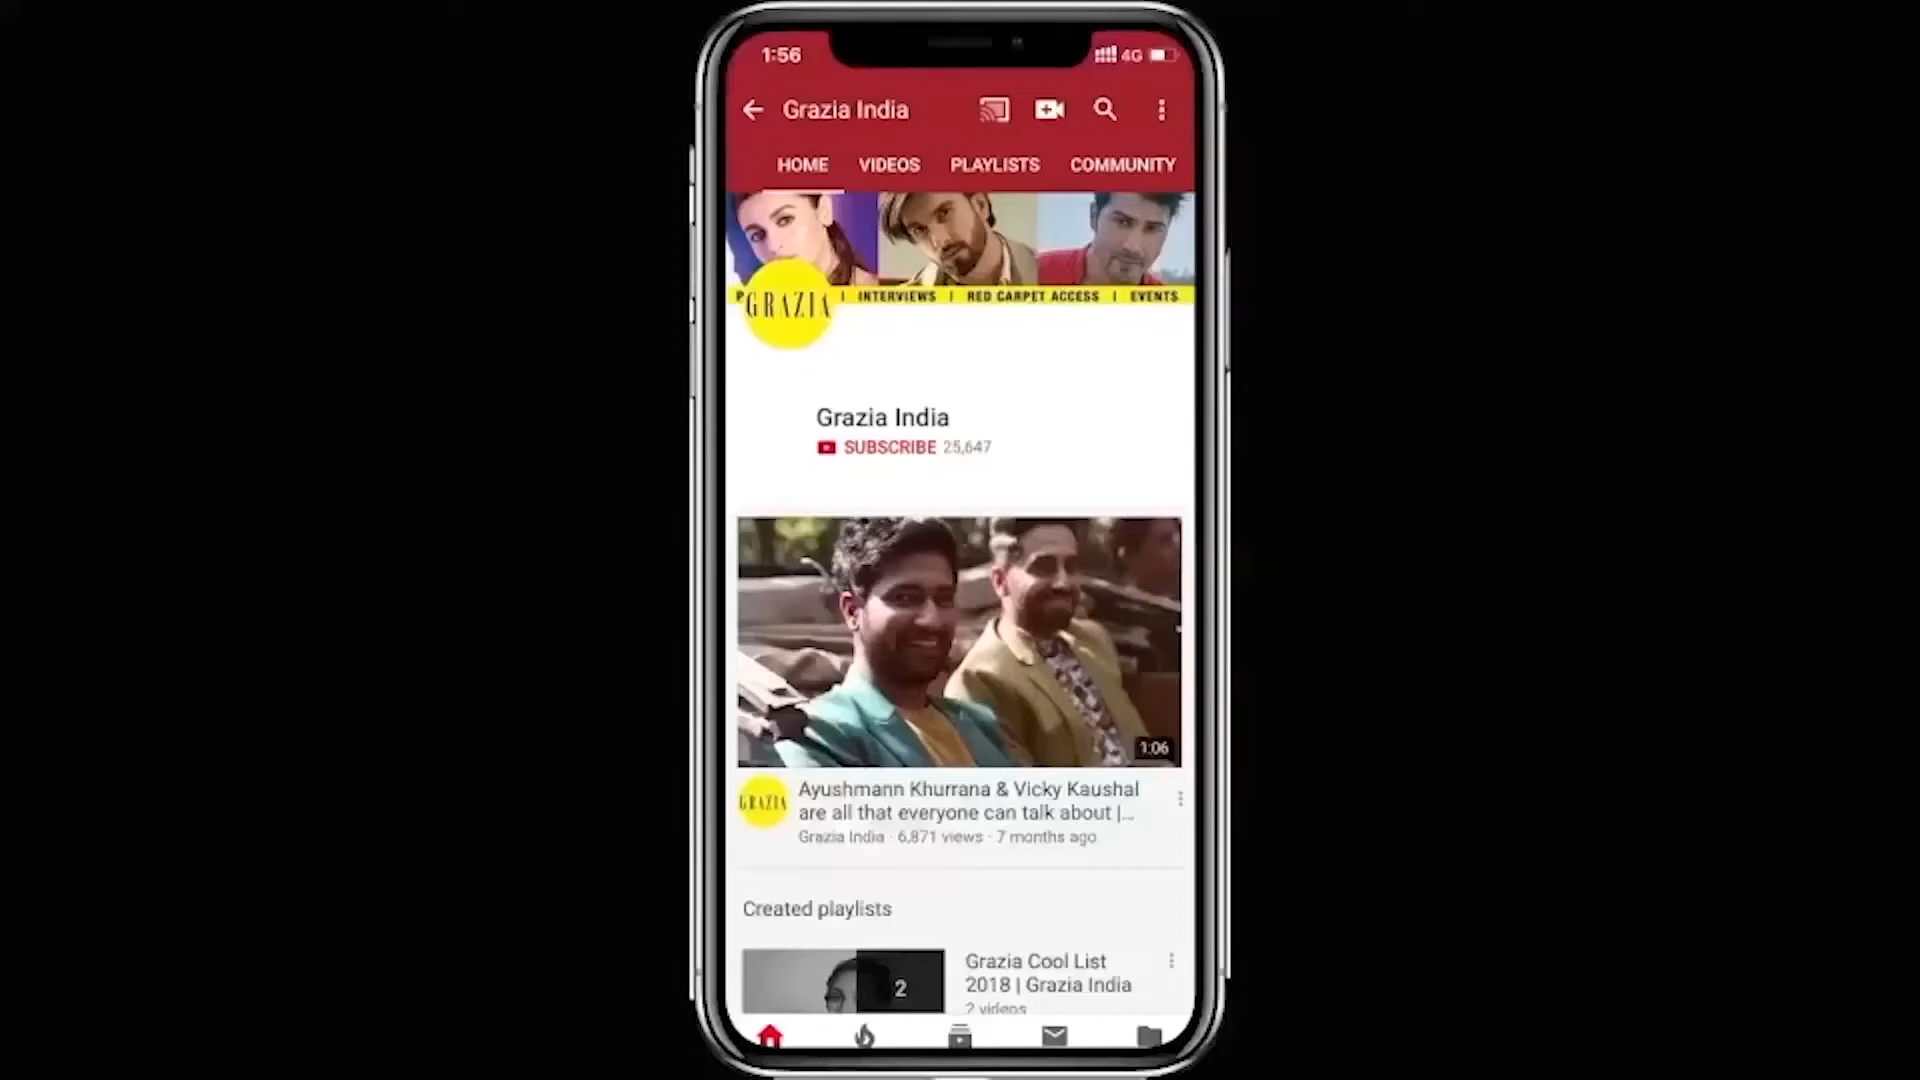 1:56
4G
Grazia India
HOME VIDEOS PLAYLISTS COMMUNITY
GRAZIA
| INTERVIEWS | RED CARPET ACCESS | EVENTS
Grazia India
SUBSCRIBE 25,647
1:06
GRAZIA
Ayushmann Khurrana & Vicky Kaushal
are all that everyone can talk about |...
Grazia India · 6,871 views · 7 months ago
Created playlists
2
Grazia Cool List
2018 | Grazia India
2 videos